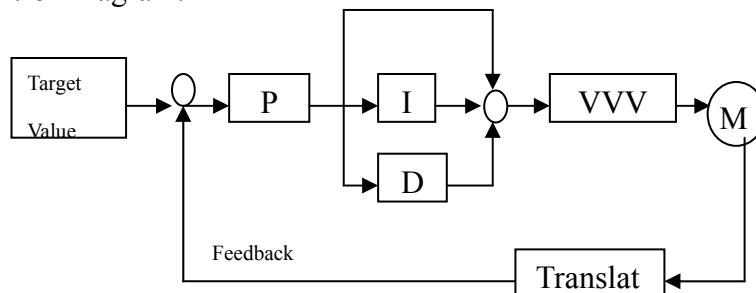 Target
Value
P
I
D
VVV
M
Feedback
Translat